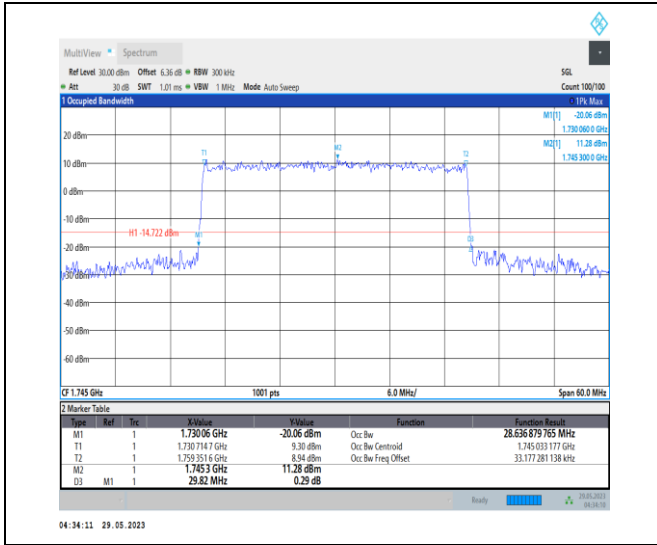 MultiView Spectrum
Ref Level 30.00 dBm Offset 6.36 dB RBW 300 kHz SGL
Att 30 dB SWT 1.01 ms VBW 1 MHz Mode Auto Sweep Count 100/100
1 Occupied Bandwidth 1Pk Max
M1[1] -20.06 dBm
1.730 060 0 GHz
M2[1] 11.28 dBm
1.745 300 0 GHz
20 dBm
M2
T1
T2
10 dBm
0 dBm
-10 dBm
H1 -14.722 dBm
M1
D3
-20 dBm
-30 dBm
-40 dBm
-50 dBm
-60 dBm
CF 1.745 GHz 1001 pts 6.0 MHz/ Span 60.0 MHz
2 Marker Table
Type Ref Trc X-Value Y-Value Function Function Result
M1 1 1.73006 GHz -20.06 dBm Occ Bw 28.636 879 765 MHz
T1 1 1.730 714 7 GHz 9.30 dBm Occ Bw Centroid 1.745 033 177 GHz
T2 1 1.759 351 6 GHz 8.94 dBm Occ Bw Freq Offset 33.177 281 138 kHz
M2 1 1.7453 GHz 11.28 dBm
D3 M1 1 29.82 MHz 0.29 dB
Ready 29.05.2023
04:34:10
04:34:11 29.05.2023